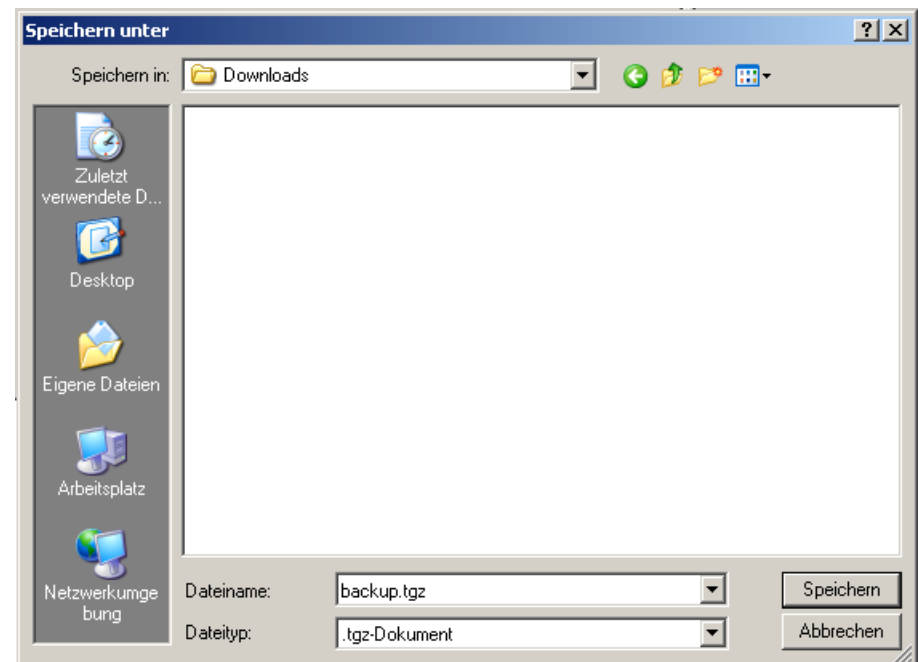 Speichern unter
Speichern in:
Downloads
Zuletzt
verwendete D...
Desktop
Eigene Dateien
Arbeitsplatz
Netzwerkumge
bung
Dateiname:
backup.tgz
Speichern
Dateityp:
.tgz-Dokument
Abbrechen